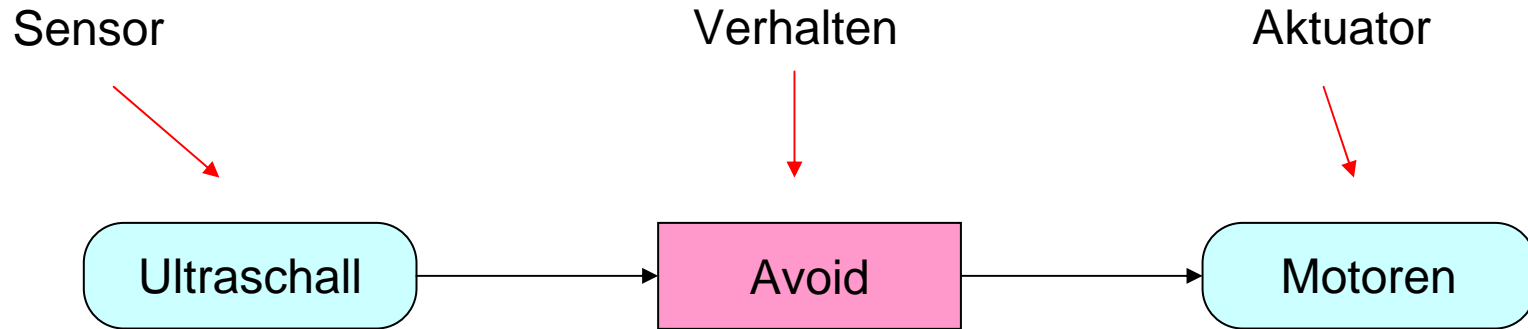 Sensor
Verhalten
Aktuator
Ultraschall
Avoid
Motoren